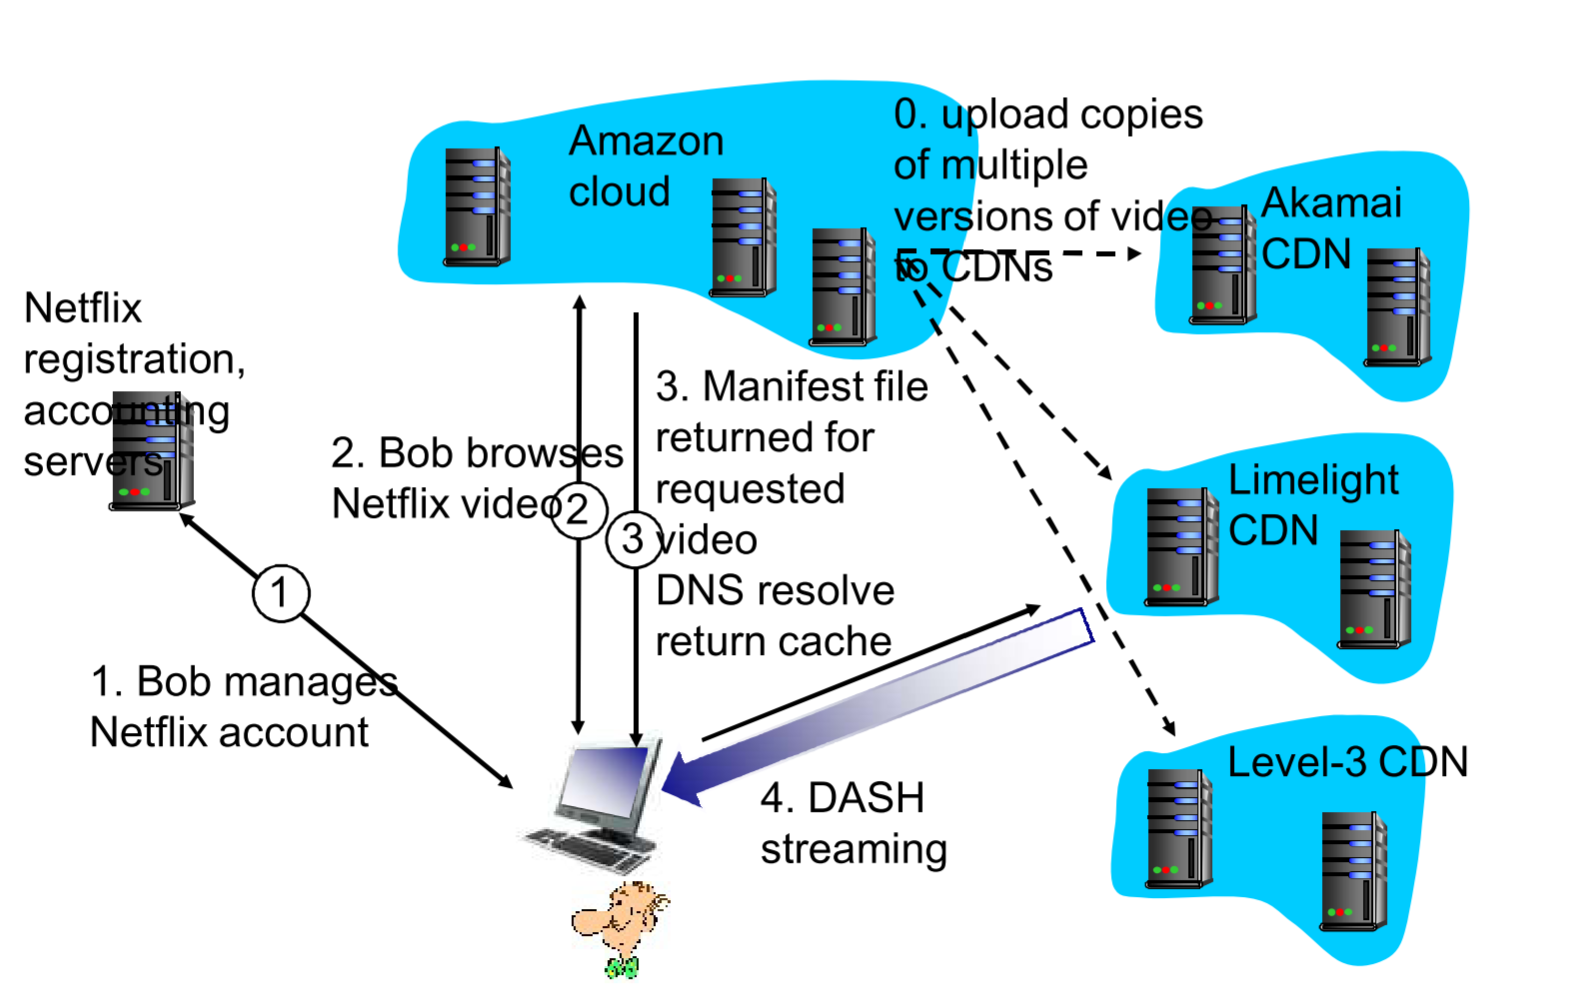 Amazon
cloud
0. upload copies
of multiple
versions of video
to CDNs
Akamai
CDN
Netflix
registration,
accounting
servers
3. Manifest file
returned for
requested
video
DNS resolve
return cache
2. Bob browses
Netflix video
2
3
Limelight
CDN
1
1. Bob manages
Netflix account
4. DASH
streaming
Level-3 CDN